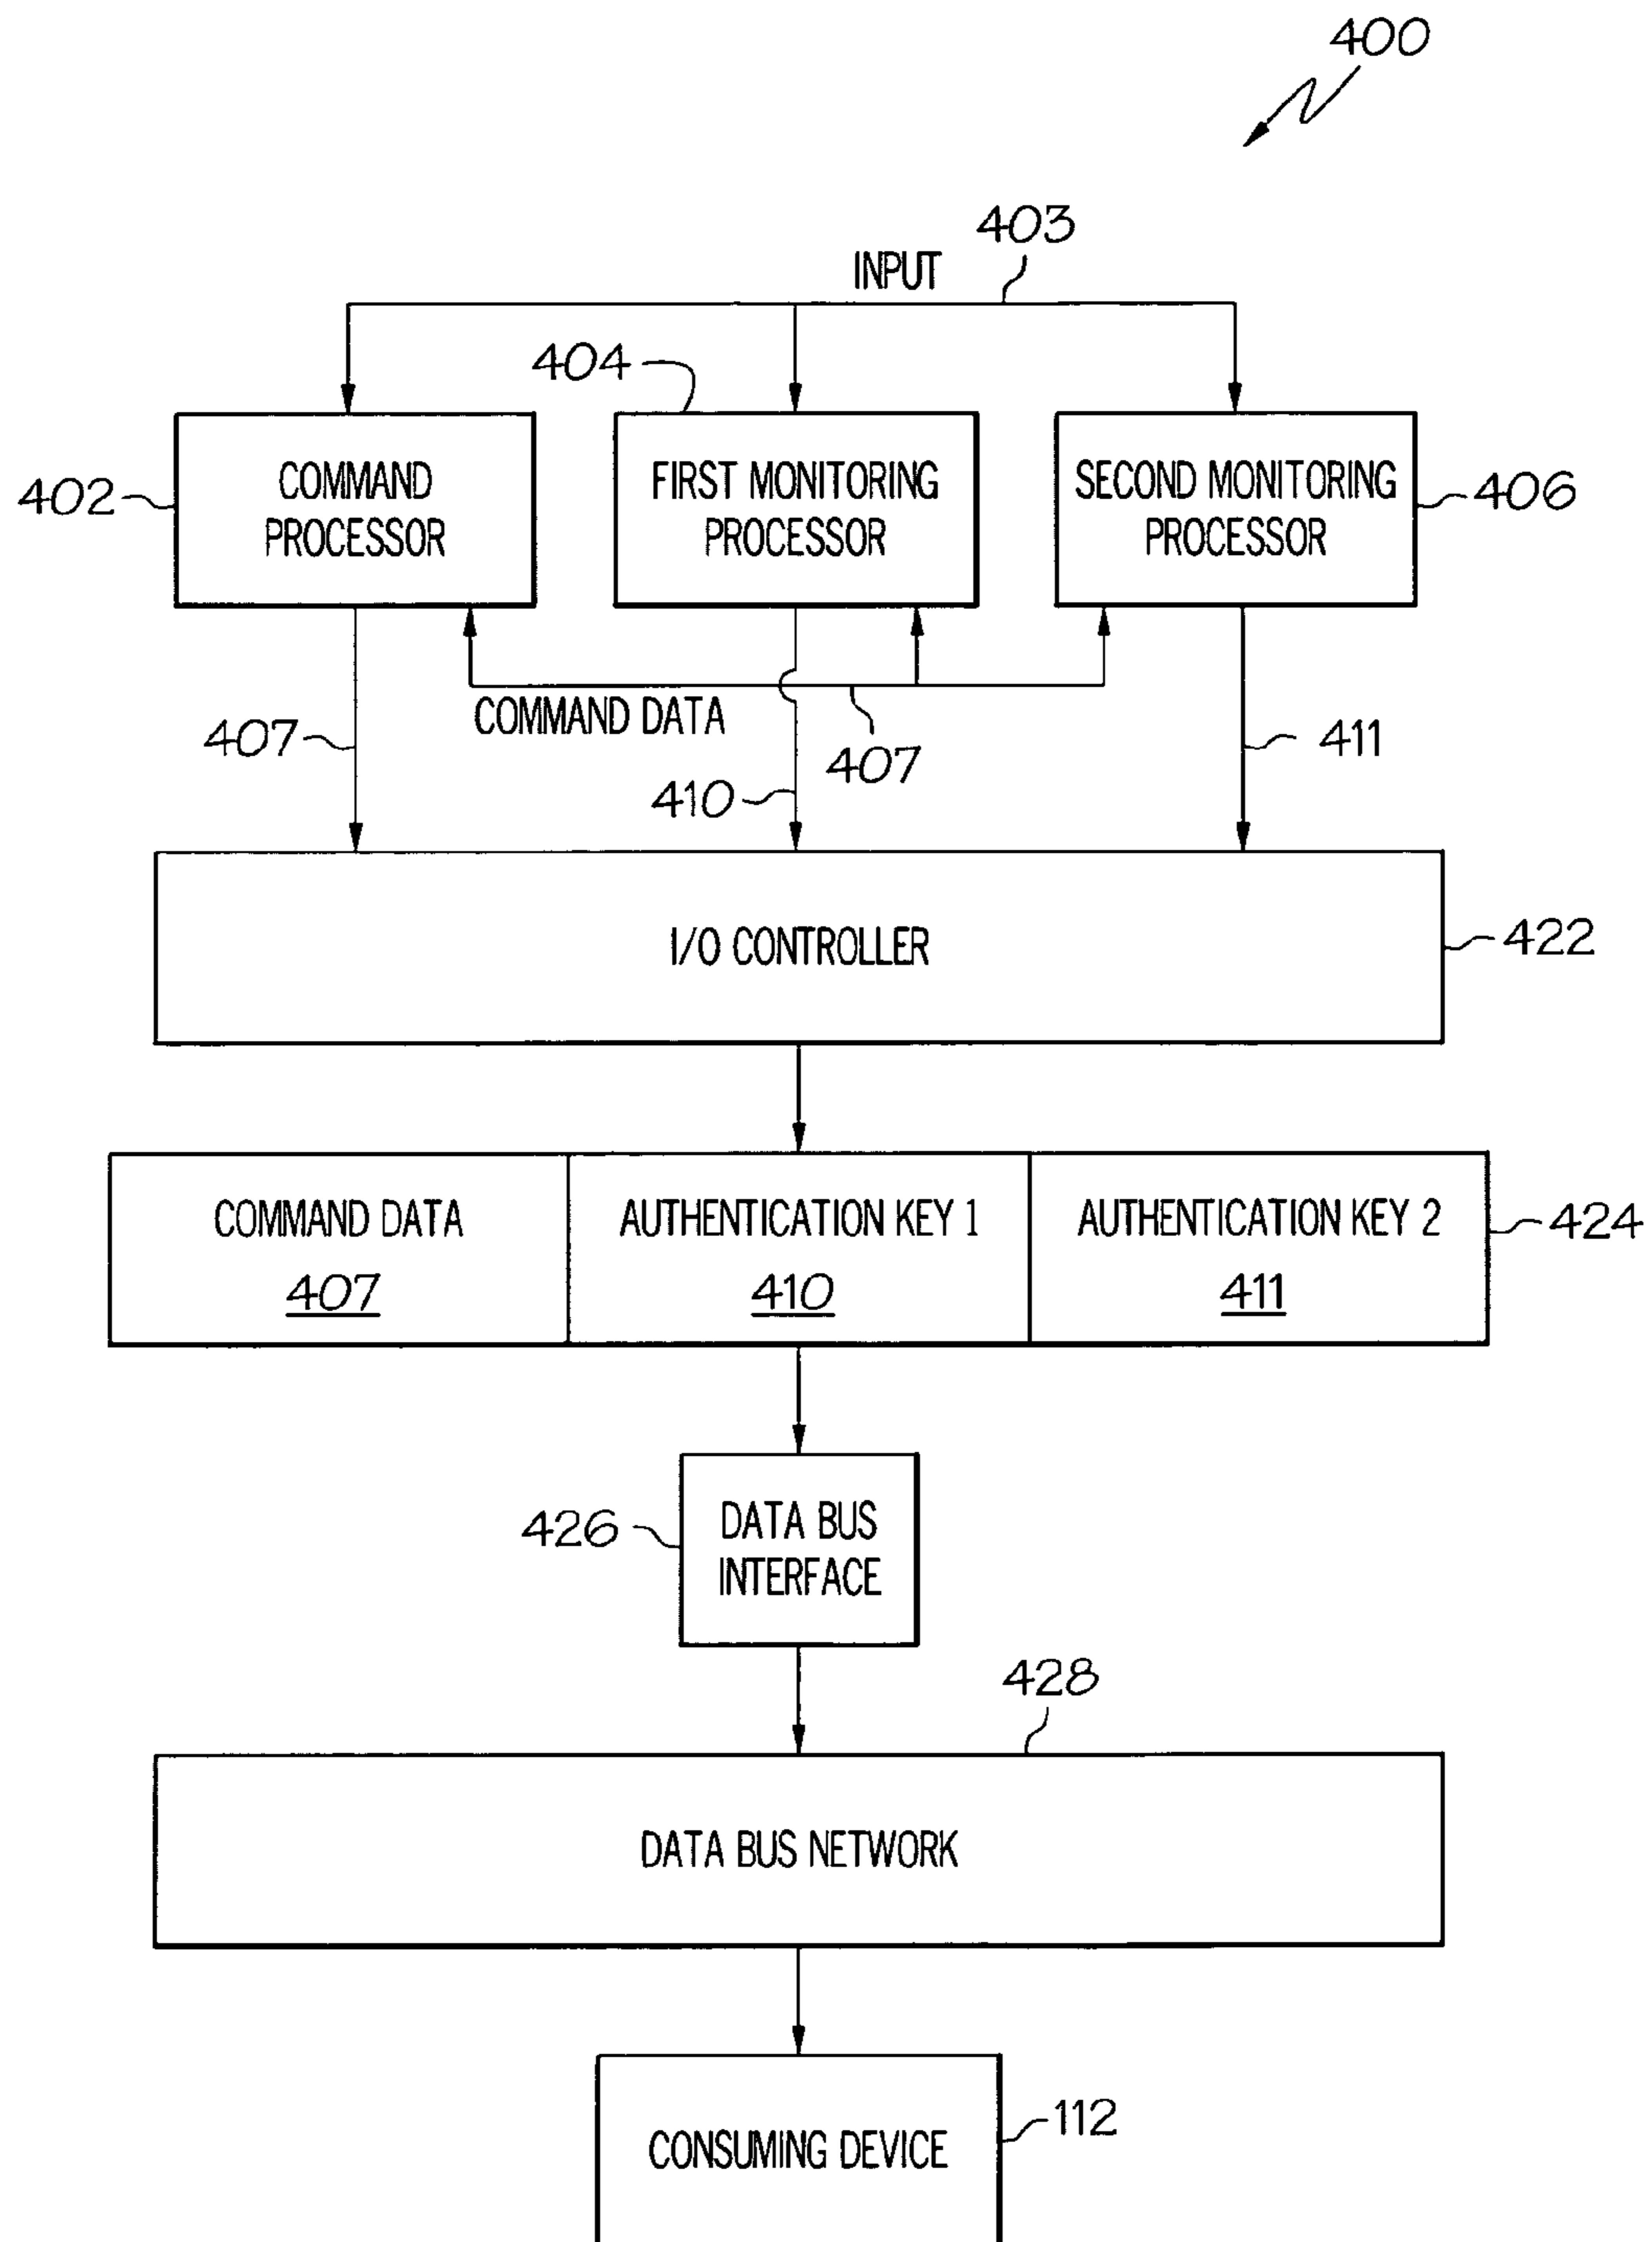 400
403
INPUT
404
402
COMMAND
PROCESSOR
FIRST MONITORING
PROCESSOR
SECOND MONITORING
PROCESSOR
406
COMMAND DATA
407
407
410
411
I/O CONTROLLER
422
COMMAND DATA
407
AUTHENTICATION KEY 1
410
AUTHENTICATION KEY 2
411
424
426
DATA BUS
INTERFACE
428
DATA BUS NETWORK
CONSUMING DEVICE
112